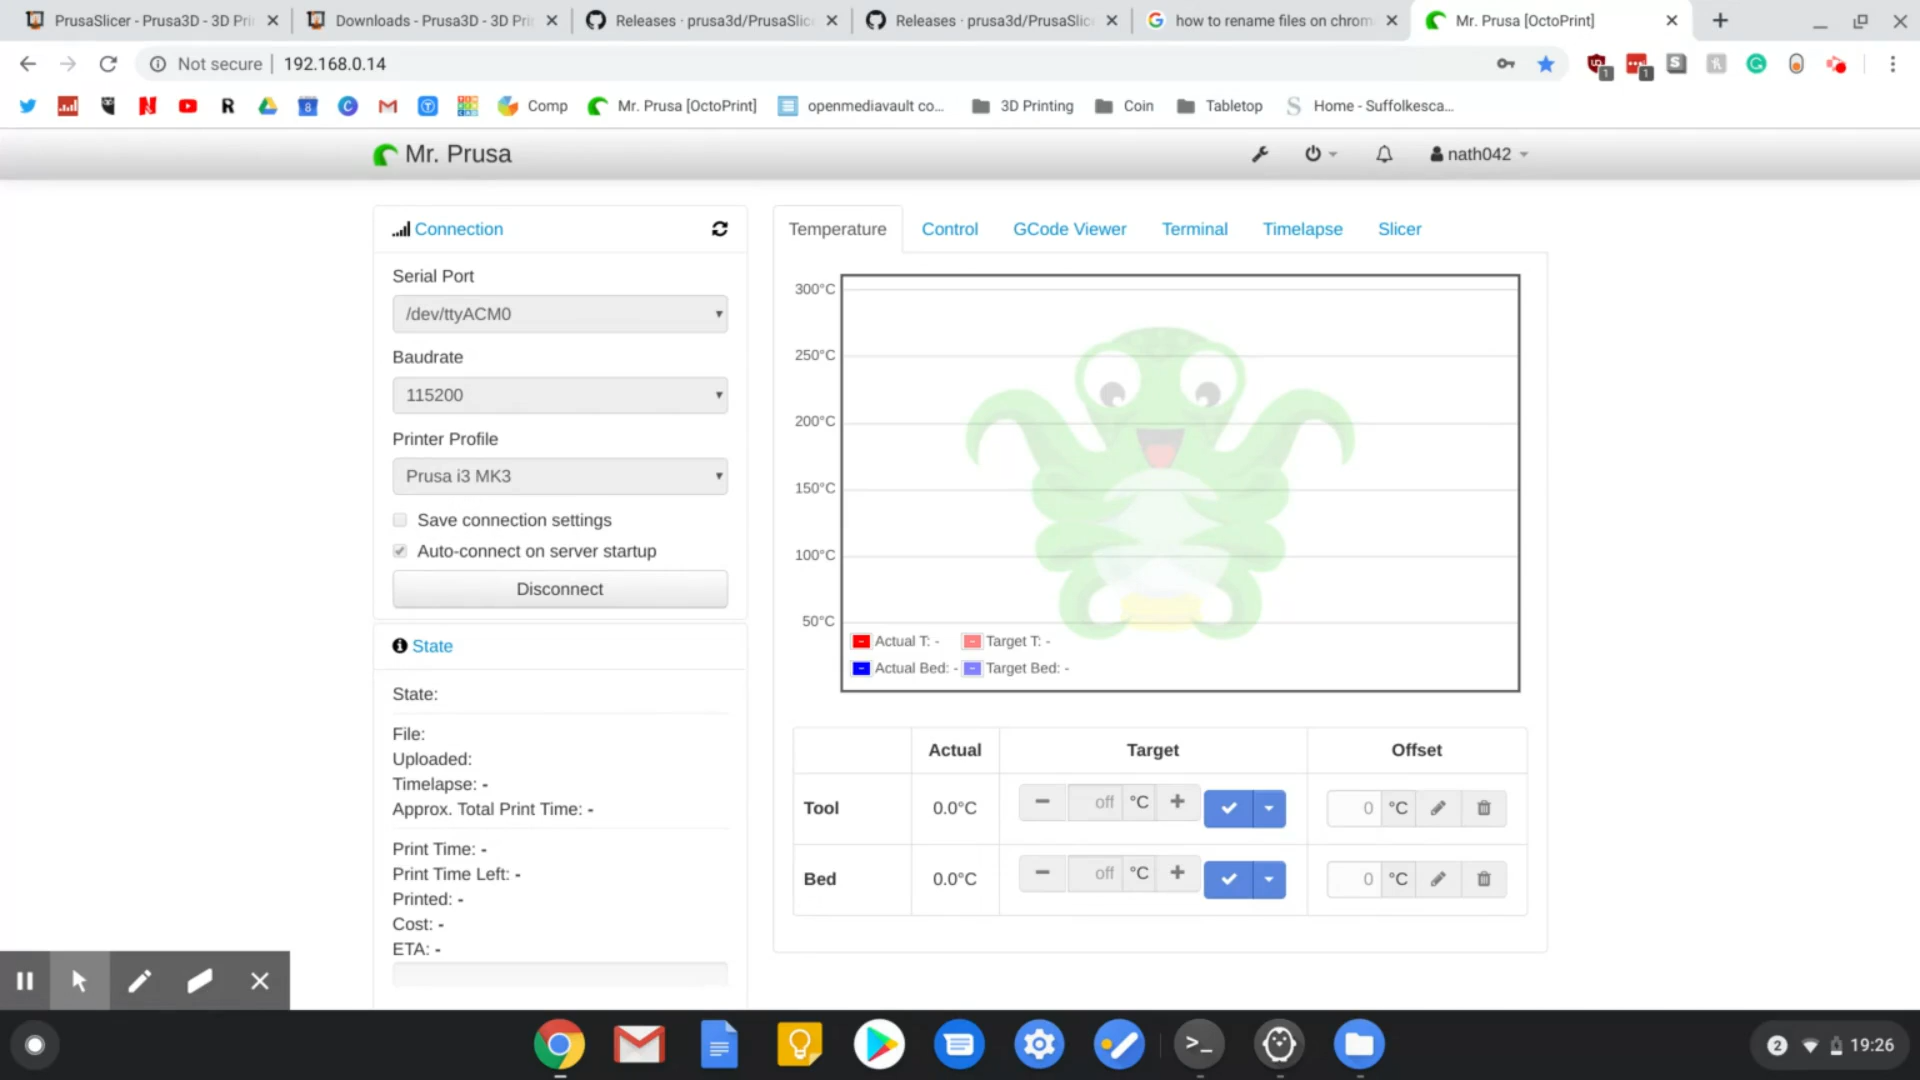 PrusaSlicer - Prusa3D - 3D Pri
Downloads - Prusa3D - 3D Pri
Releases · prusa3d/PrusaSlic
Releases · prusa3d/PrusaSlic
how to rename files on chrom
Mr. Prusa [OctoPrint]
Not secure
192.168.0.14
1
1
Comp
Mr. Prusa [OctoPrint]
openmediavault co...
3D Printing
Coin
Tabletop
Home - Suffolkesca...
Mr. Prusa
nath042
Connection
Serial Port
/dev/ttyACM0
Baudrate
115200
Printer Profile
Prusa i3 MK3
Save connection settings
Auto-connect on server startup
Disconnect
State
State:
File:
Uploaded:
Timelapse: -
Approx. Total Print Time: -
Print Time: -
Print Time Left: -
Printed: -
Cost: -
ETA: -
Temperature
Control
GCode Viewer
Terminal
Timelapse
Slicer
300°C
250°C
200°C
150°C
100°C
50°C
Actual T: -
Target T: -
Actual Bed: -
Target Bed: -
Actual
Target
Offset
Tool
0.0°C
off °C
0 °C
Bed
0.0°C
off °C
0 °C
2
19:26